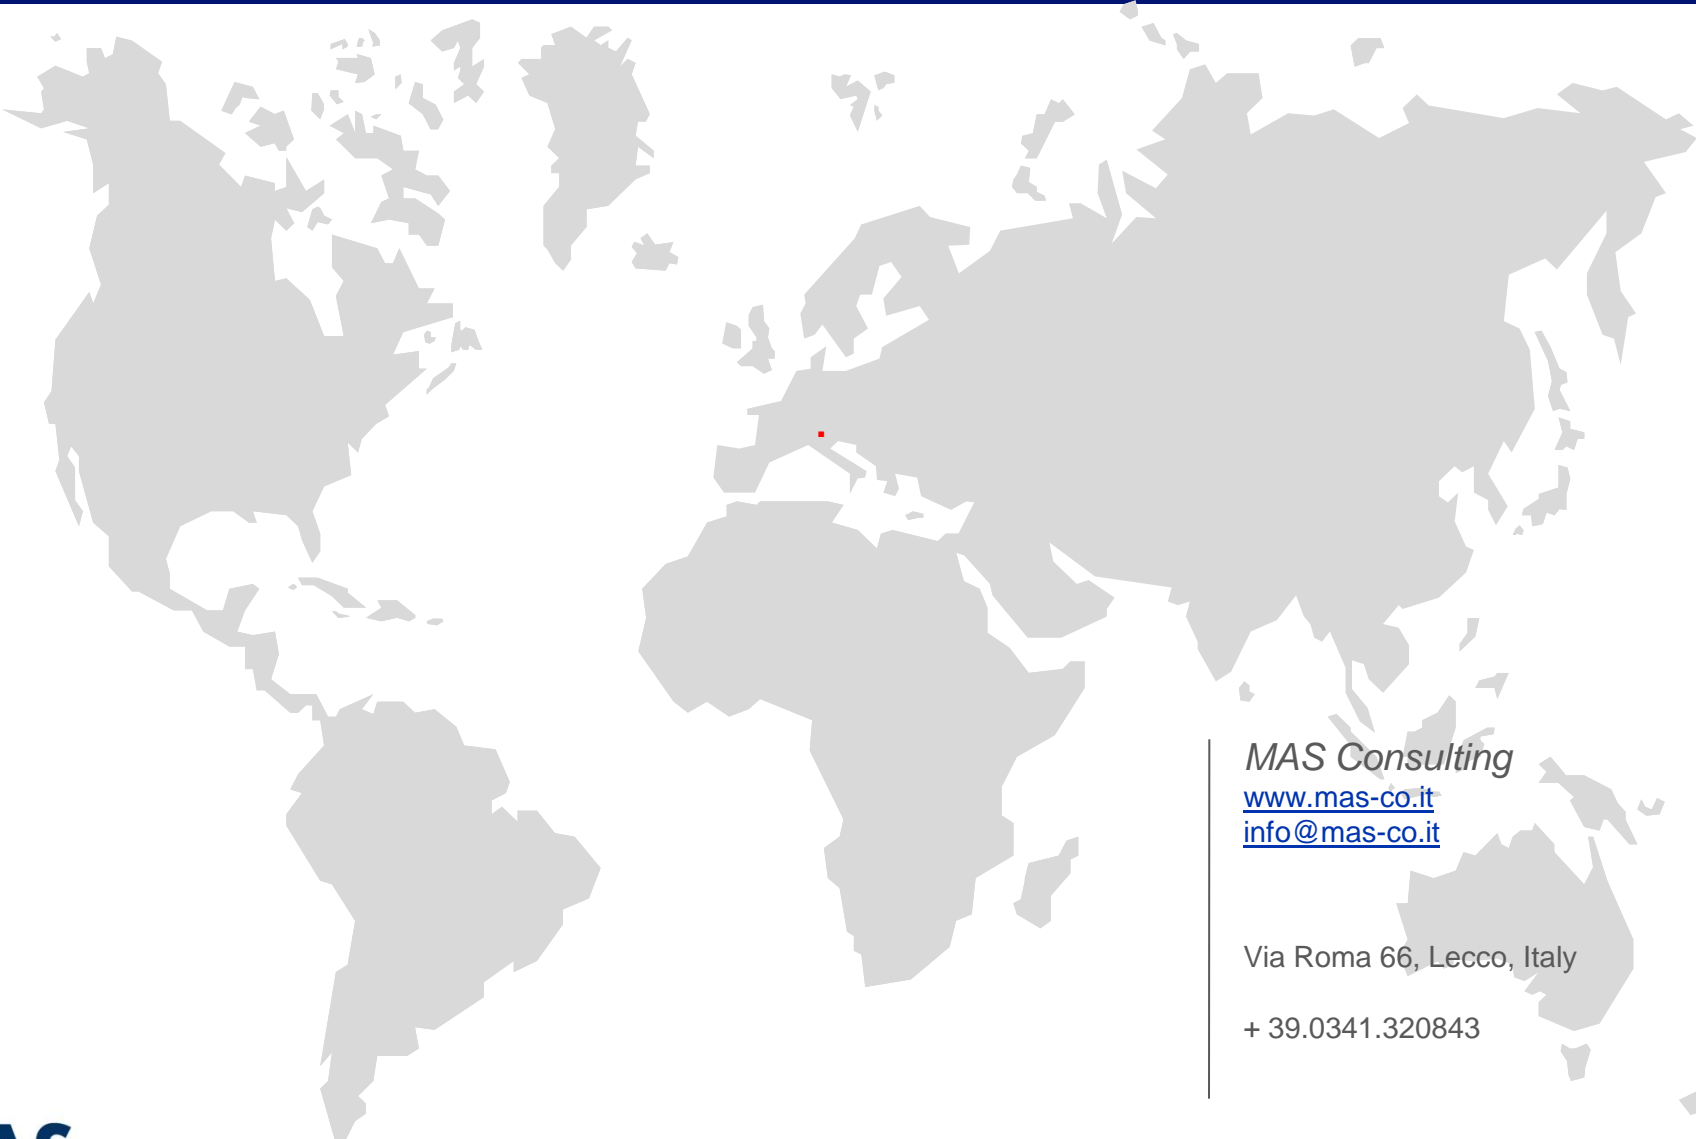 MAS Consulting
www.mas-co.it
info@mas-co.it
Via Roma 66, Lecco, Italy
+ 39.0341.320843